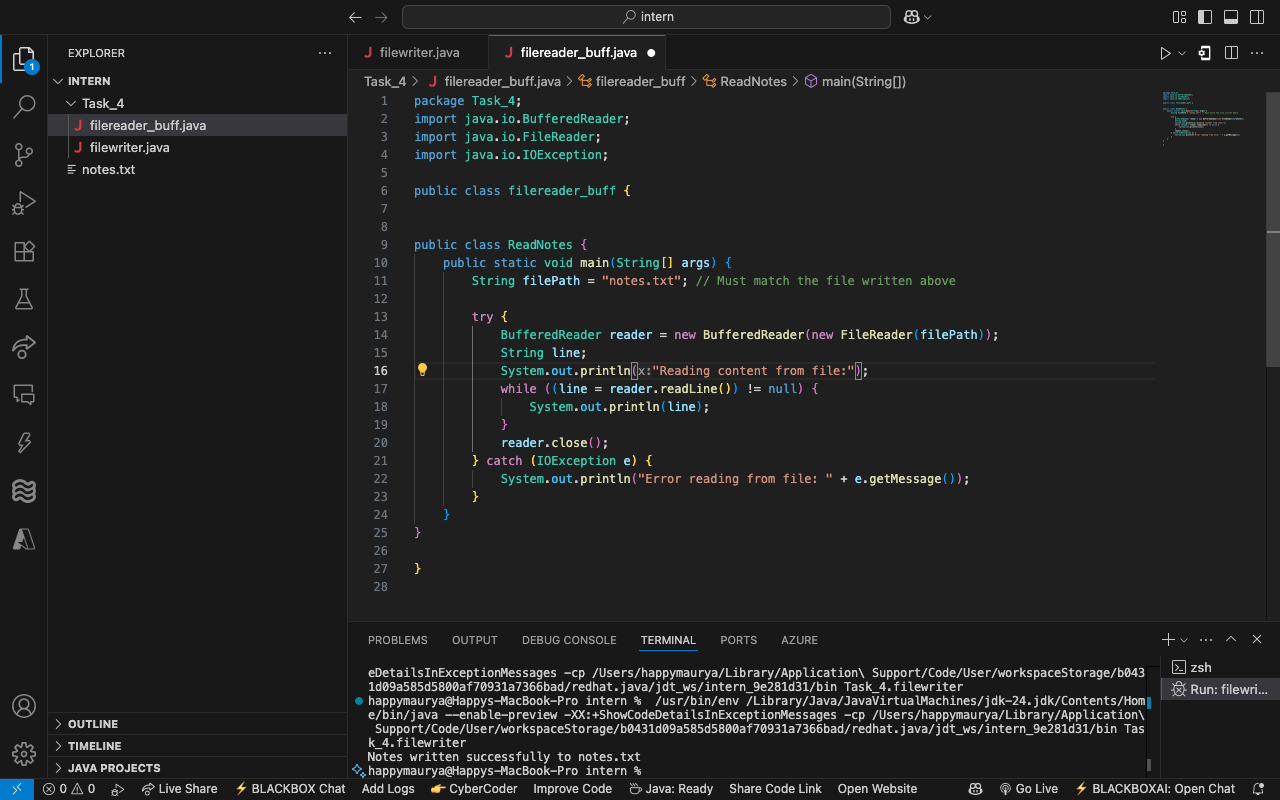 intern
EXPLORER
INTERN
Task_4
filereader_buff.java
filewriter.java
notes.txt
1
OUTLINE
TIMELINE
JAVA PROJECTS
filewriter.java
filereader_buff.java
Task_4 > filereader_buff.java > filereader_buff > ReadNotes > main(String[])
1 package Task_4;
2 import java.io.BufferedReader;
3 import java.io.FileReader;
4 import java.io.IOException;
5
6 public class filereader_buff {
7
8
9 public class ReadNotes {
10 public static void main(String[] args) {
11 String filePath = "notes.txt"; // Must match the file written above
12
13 try {
14 BufferedReader reader = new BufferedReader(new FileReader(filePath));
15 String line;
16 System.out.println(x:"Reading content from file:");
17 while ((line = reader.readLine()) != null) {
18 System.out.println(line);
19 }
20 reader.close();
21 } catch (IOException e) {
22 System.out.println("Error reading from file: " + e.getMessage());
23 }
24 }
25 }
26
27 }
28
PROBLEMS OUTPUT DEBUG CONSOLE TERMINAL PORTS AZURE
eDetailsInExceptionMessages -cp /Users/happymaurya/Library/Application\ Support/Code/User/workspaceStorage/b043
1d09a585d5800af70931a7366bad/redhat.java/jdt_ws/intern_9e281d31/bin Task_4.filewriter
happymaurya@Happys-MacBook-Pro intern % /usr/bin/env /Library/Java/JavaVirtualMachines/jdk-24.jdk/Contents/Hom
e/bin/java --enable-preview -XX:+ShowCodeDetailsInExceptionMessages -cp /Users/happymaurya/Library/Application\
Support/Code/User/workspaceStorage/b0431d09a585d5800af70931a7366bad/redhat.java/jdt_ws/intern_9e281d31/bin Tas
k_4.filewriter
Notes written successfully to notes.txt
happymaurya@Happys-MacBook-Pro intern %
zsh
Run: filewri...
0 0 Live Share BLACKBOX Chat Add Logs CyberCoder Improve Code Java: Ready Share Code Link Open Website Go Live BLACKBOXAI: Open Chat